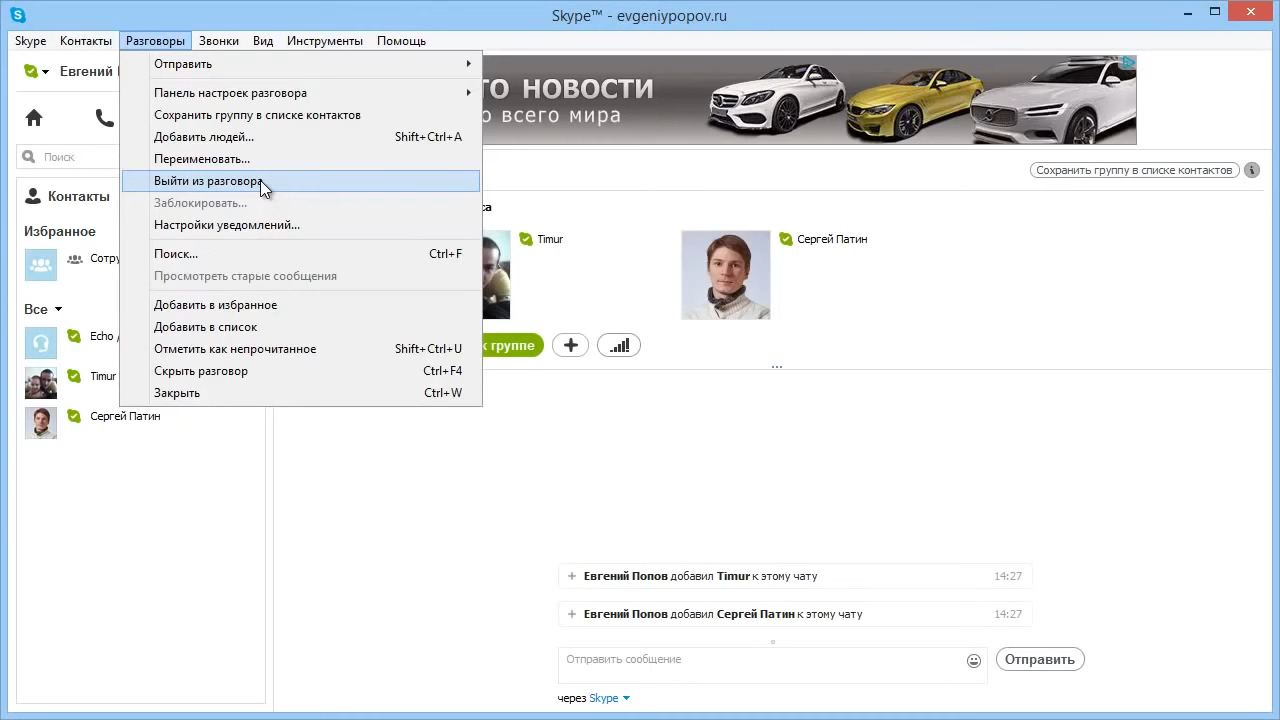 Skype™ - evgeniypopov.ru
Skype Контакты Разговоры Звонки Вид Инструменты Помощь
Евгений
Поиск
Контакты
Избранное
Сотру
Все
Echo /
Timur
Сергей Патин
Отправить
Панель настроек разговора
Сохранить группу в списке контактов
Добавить людей... Shift+Ctrl+A
Переименовать...
Выйти из разговора
Заблокировать...
Настройки уведомлений...
Поиск... Ctrl+F
Просмотреть старые сообщения
Добавить в избранное
Добавить в список
Отметить как непрочитанное Shift+Ctrl+U
Скрыть разговор Ctrl+F4
Закрыть Ctrl+W
ТО НОВОСТИ
о всего мира
Сохранить группу в списке контактов
са
Timur
Сергей Патин
к группе
Евгений Попов добавил Timur к этому чату 14:27
Евгений Попов добавил Сергей Патин к этому чату 14:27
Отправить сообщение
Отправить
через Skype